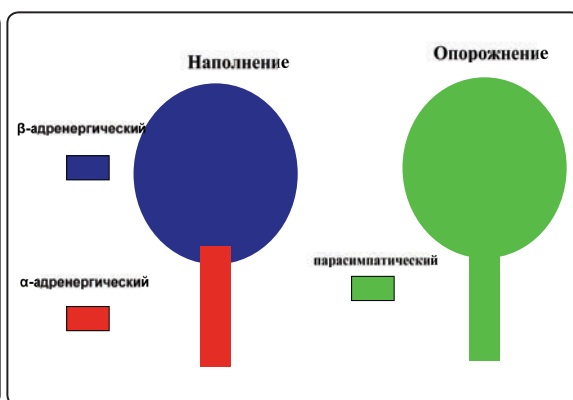 Наполнение
Опорожнение
β-адренергический
парасимпатический
α-адренергический